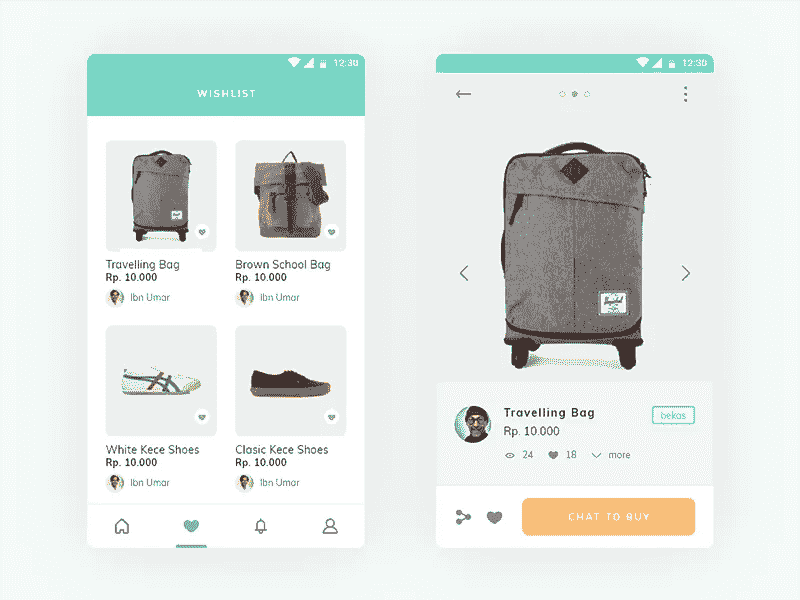 12:30
WISHLIST
Travelling Bag
Rp. 10.000
Ibn Umar
Brown School Bag
Rp. 10.000
Ibn Umar
White Kece Shoes
Rp. 10.000
Ibn Umar
Clasic Kece Shoes
Rp. 10.000
Ibn Umar
12:30
Travelling Bag
bekas
Rp. 10.000
24 18 more
CHAT TO BUY